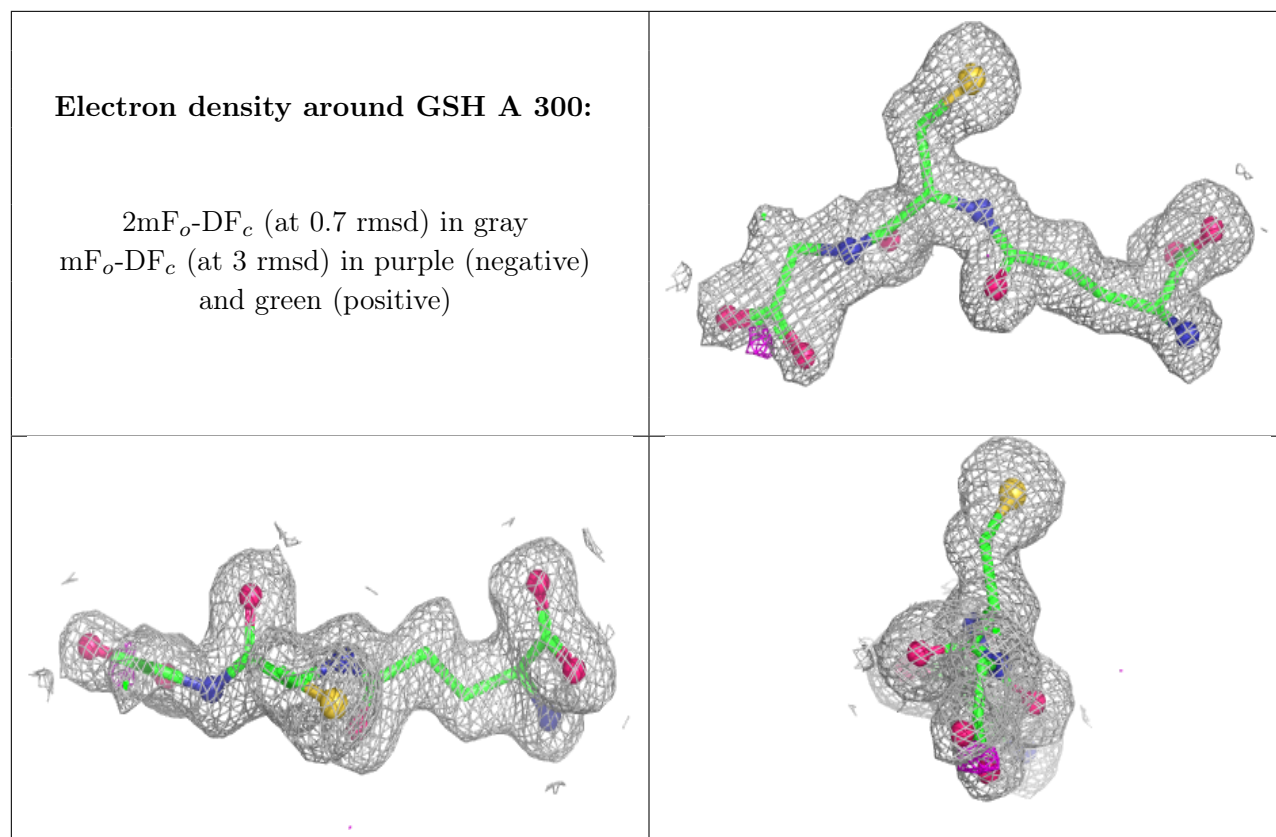 Electron density around GSH A 300:
2mFo-DFc (at 0.7 rmsd) in gray
mFo-DFc (at 3 rmsd) in purple (negative)
and green (positive)